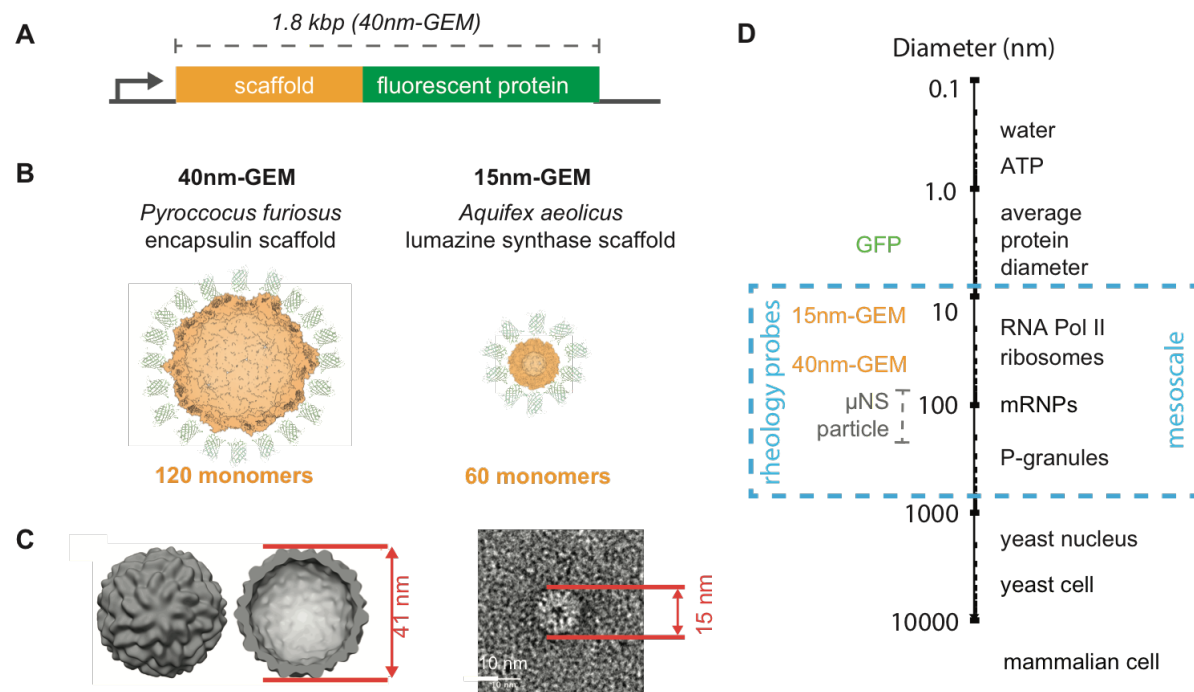 A
1.8 kbp (40nm-GEM)
scaffold
fluorescent protein
B
40nm-GEM
Pyroccocus furiosus
encapsulin scaffold
120 monomers
15nm-GEM
Aquifex aeolicus
lumazine synthase scaffold
60 monomers
C
41 nm
15 nm
10 nm
10 nm
D
Diameter (nm)
0.1
water
ATP
1.0
average
protein
diameter
GFP
rheology probes
mesoscale
10
15nm-GEM
RNA Pol II
ribosomes
40nm-GEM
100
µNS
particle
mRNPs
P-granules
1000
yeast nucleus
yeast cell
10000
mammalian cell